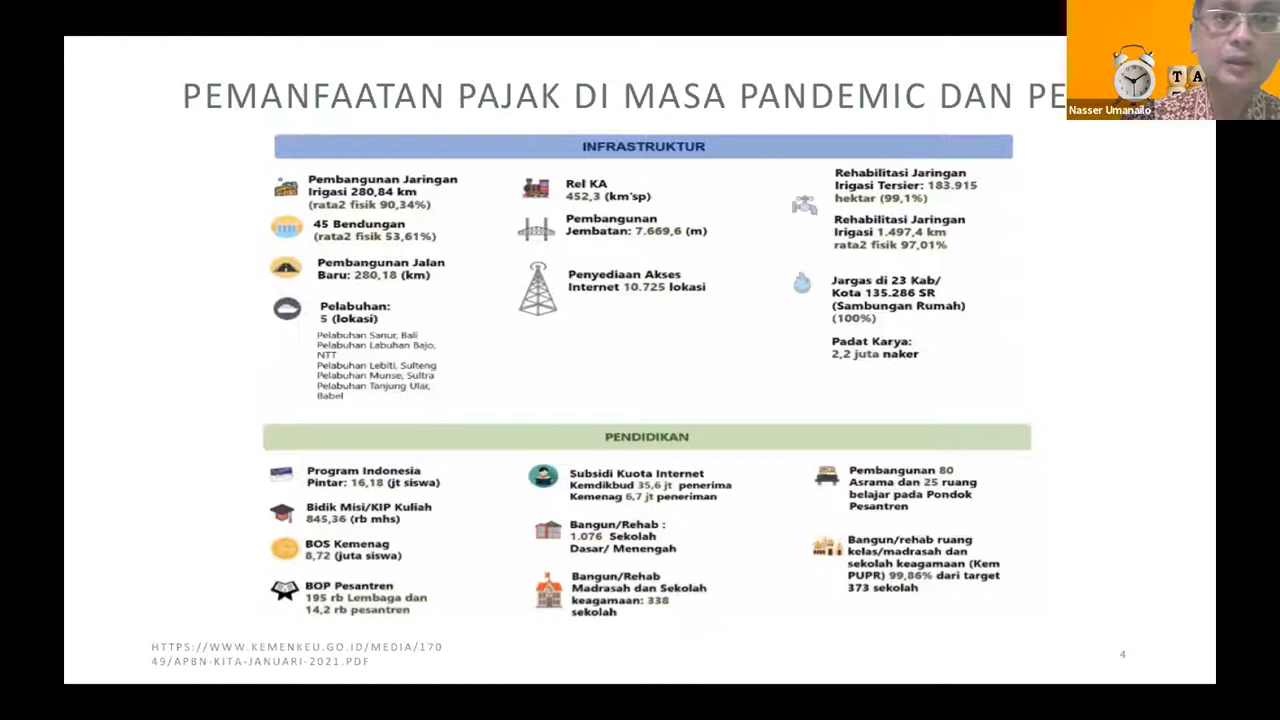 PEMANFAATAN PAJAK DI MASA PANDEMIC DAN PE
T A
Nasser Umanailo
INFRASTRUKTUR
Pembangunan Jaringan
Irigasi 280,84 km
(rata2 fisik 90,34%)
45 Bendungan
(rata2 fisik 53,61%)
Pembangunan Jalan
Baru: 280,18 (km)
Pelabuhan:
5 (lokasi)
Pelabuhan Sanur, Bali
Pelabuhan Labuhan Bajo,
NTT
Pelabuhan Lebiti, Sulteng
Pelabuhan Munse, Sultra
Pelabuhan Tanjung Ular,
Babel
Rel KA
452,3 (km'sp)
Pembangunan
Jembatan: 7.669,6 (m)
Penyediaan Akses
Internet 10.725 lokasi
Rehabilitasi Jaringan
Irigasi Tersier: 183.915
hektar (99,1%)
Rehabilitasi Jaringan
Irigasi 1.497,4 km
rata2 fisik 97,01%
Jargas di 23 Kab/
Kota 135.286 SR
(Sambungan Rumah)
(100%)
Padat Karya:
2,2 juta naker
PENDIDIKAN
Program Indonesia
Pintar: 16,18 (jt siswa)
Bidik Misi/KIP Kuliah
845,36 (rb mhs)
BOS Kemenag
8,72 (juta siswa)
BOP Pesantren
195 rb Lembaga dan
14,2 rb pesantren
Subsidi Kuota Internet
Kemdikbud 35,6 jt penerima
Kemenag 6,7 jt peneriman
Bangun/Rehab :
1.076 Sekolah
Dasar/ Menengah
Bangun/Rehab
Madrasah dan Sekolah
keagamaan: 338
sekolah
Pembangunan 80
Asrama dan 25 ruang
belajar pada Pondok
Pesantren
Bangun/rehab ruang
kelas/madrasah dan
sekolah keagamaan (Kem
PUPR) 99,86% dari target
373 sekolah
HTTPS://WWW.KEMENKEU.GO.ID/MEDIA/170
49/APBN-KITA-JANUARI-2021.PDF
4